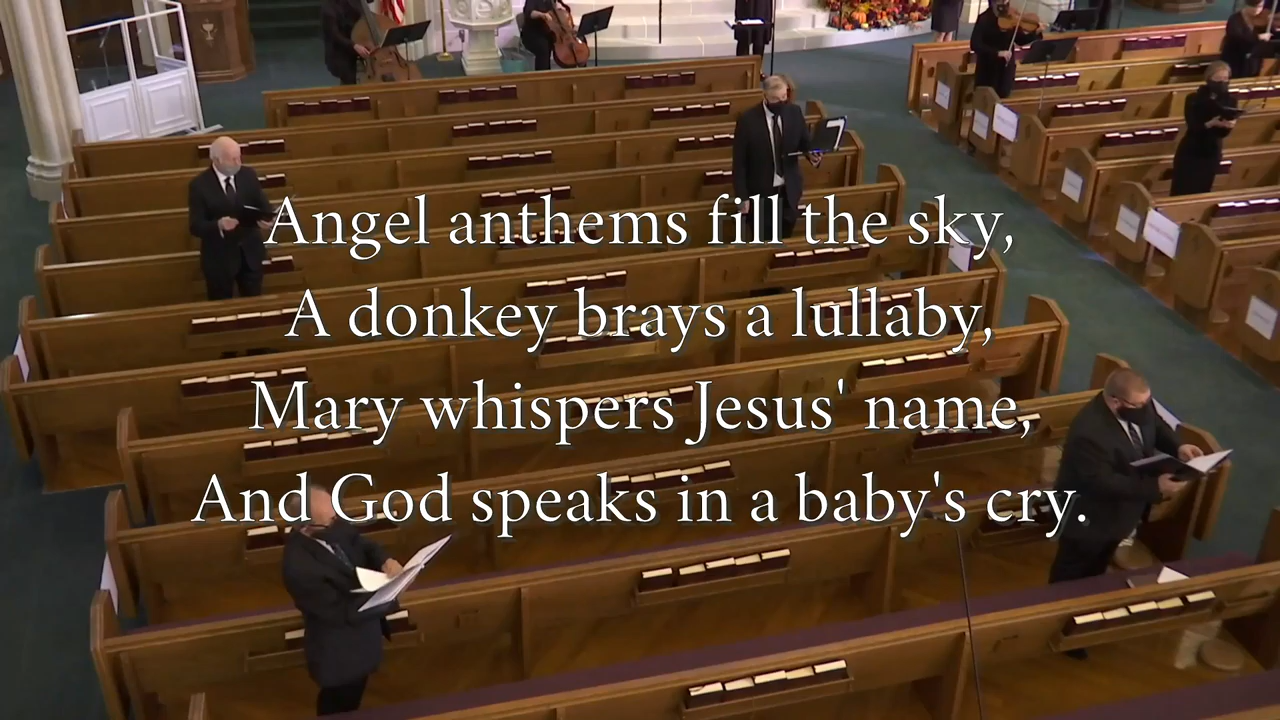 Angel anthems fill the sky,
A donkey brays a lullaby,
Mary whispers Jesus' name,
And God speaks in a baby's cry.